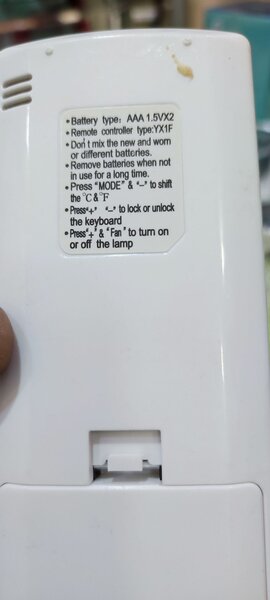 • Battery type: AAA 1.5VX2
• Remote controller type:YX1F
• Don't mix the new and worn
or different batteries.
• Remove batteries when not
in use for a long time.
• Press "MODE" & "–" to shift
the °C & °F
• Press"+" "–" to lock or unlock
the keyboard
• Press"+" & "Fan" to turn on
or off the lamp